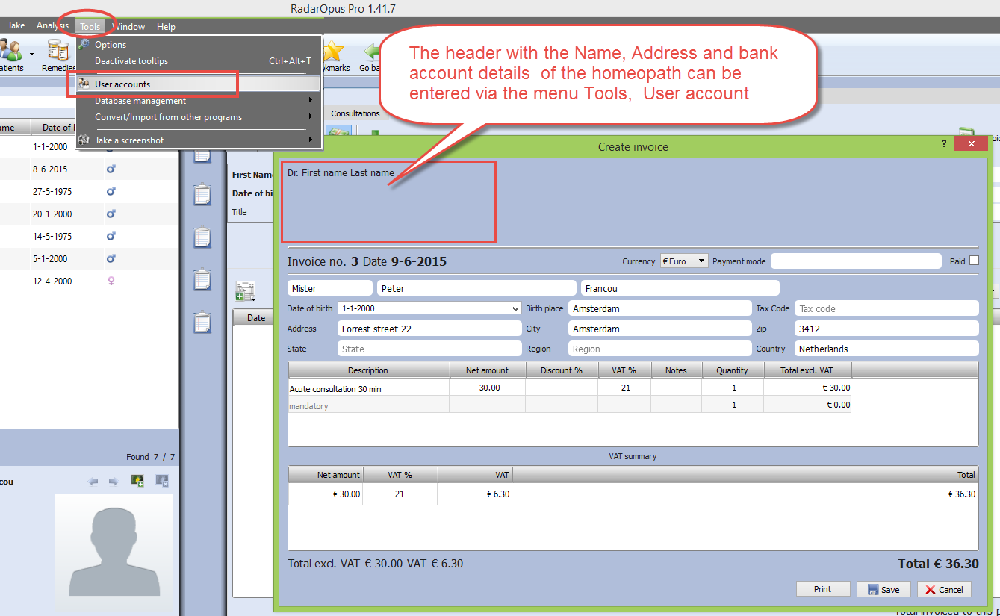 RadarOpus Pro 1.41.7
Take Analysis Tools Window Help
Options
Deactivate tooltips Ctrl+Alt+T
User accounts
Database management
Convert/Import from other programs
Take a screenshot
Remedies
Go
The header with the Name, Address and bank
account details of the homeopath can be
entered via the menu Tools, User account
Consultations
Date of
1-1-2000
8-6-2015
27-5-1975
20-1-2000
14-5-1975
5-1-2000
12-4-2000
Found 7 / 7
First Name
Date of
Title
Date
Create invoice
?
Dr. First name Last name
Invoice no. 3 Date 9-6-2015
Currency € Euro Payment mode Paid
Mister Peter Francou
Date of birth 1-1-2000 Birth place Amsterdam Tax Code Tax code
Address Forrest street 22 City Amsterdam Zip 3412
State State Region Region Country Netherlands
Description Net amount Discount % VAT % Notes Quantity Total excl. VAT
Acute consultation 30 min 30.00 21 1 € 30.00
mandatory 1 € 0.00
VAT summary
Net amount VAT % VAT Total
€ 30.00 21 € 6.30 € 36.30
Total excl. VAT € 30.00 VAT € 6.30 Total € 36.30
Print Save Cancel